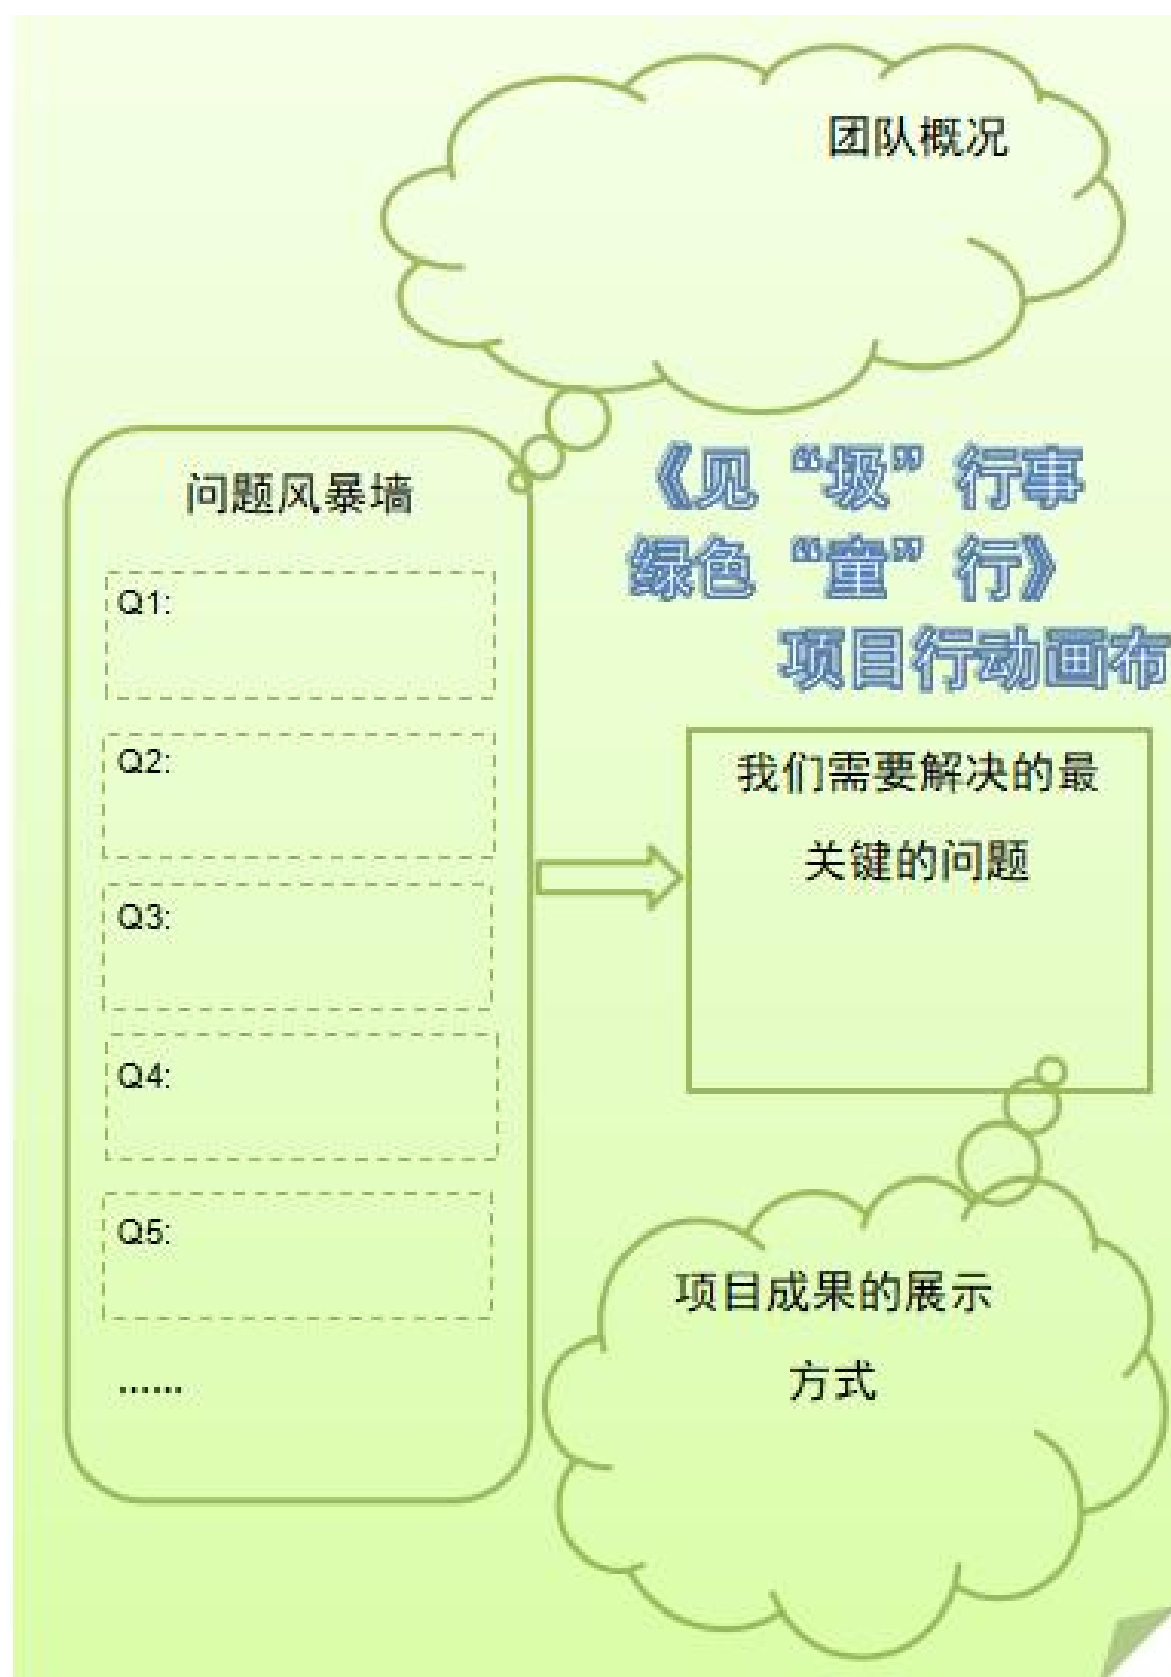 团队概况
问题风暴墙
Q1:
Q2:
Q3:
Q4:
Q5:
......
《见“圾”行事
绿色“童”行》
项目行动画布
我们需要解决的最
关键的问题
项目成果的展示
方式